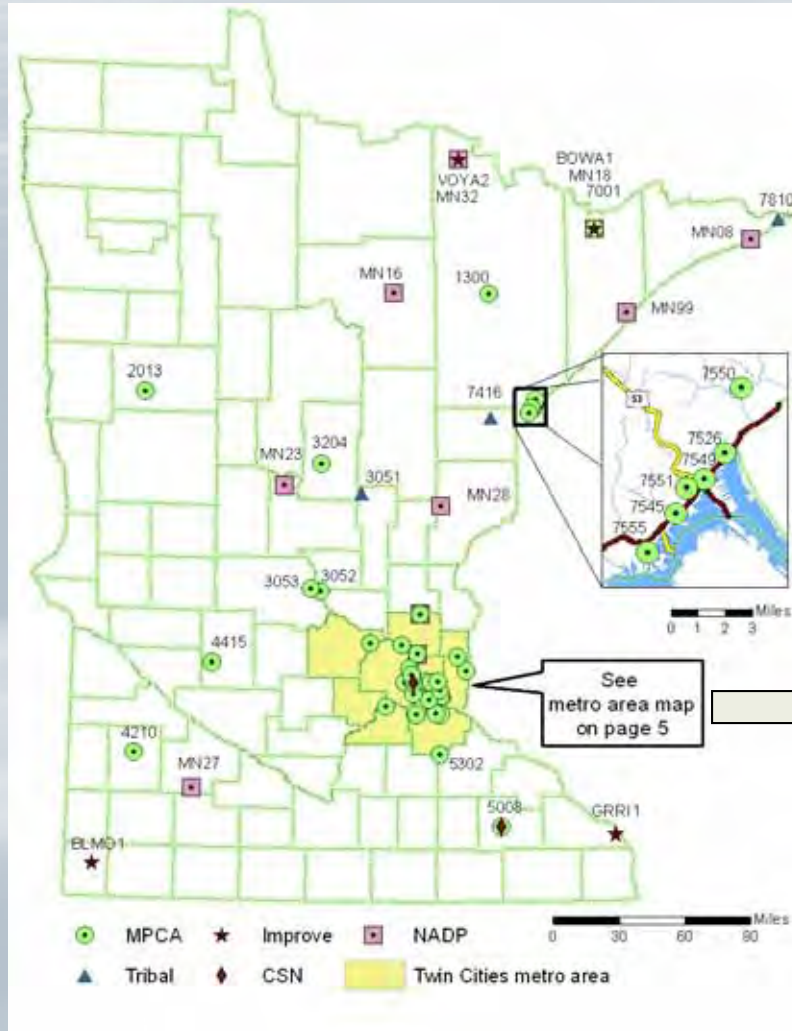 BOWA1
VOYA2
MN18
MN32
7001
7810
MN08
MN16
1300
MN99
2013
7416
7550
53
7526
7549
7551
7545
7555
MN23
3204
3051
MN28
3053
3052
Miles
0 1 2 3
4415
See
metro area map
on page 5
4210
MN27
5302
5008
GRRI1
BLMO1
MPCA
Improve
NADP
Miles
0 30 60 90
Tribal
CSN
Twin Cities metro area